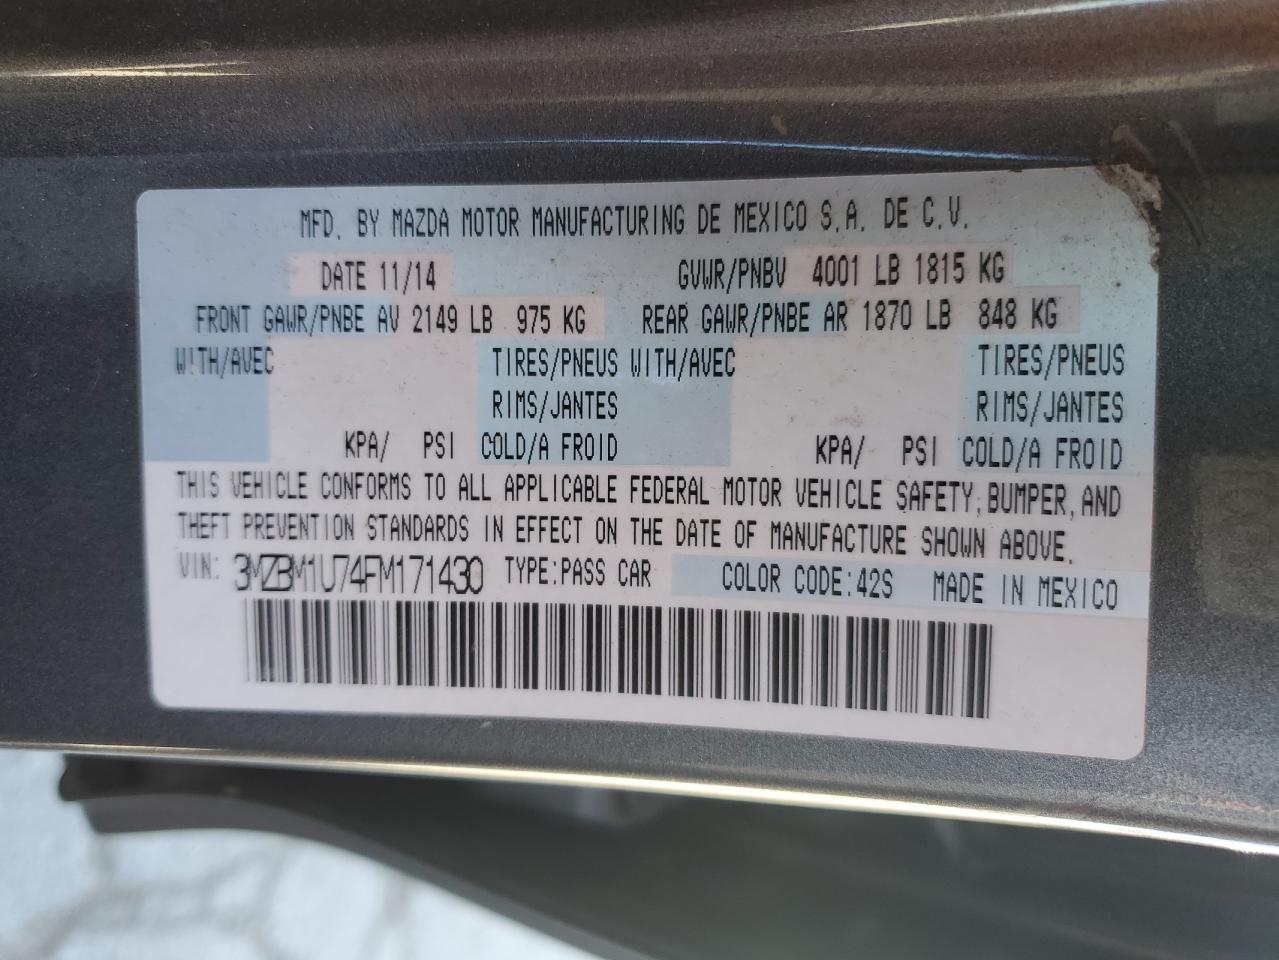 MFD. BY MAZDA MOTOR MANUFACTURING DE MEXICO S.A. DE C.V.
DATE 11/14 GVWR/PNBV 4001 LB 1815 KG
FRONT GAWR/PNBE AV 2149 LB 975 KG REAR GAWR/PNBE AR 1870 LB 848 KG
WITH/AVEC TIRES/PNEUS WITH/AVEC TIRES/PNEUS
RIMS/JANTES RIMS/JANTES
KPA/ PSI COLD/A FROID KPA/ PSI COLD/A FROID
THIS VEHICLE CONFORMS TO ALL APPLICABLE FEDERAL MOTOR VEHICLE SAFETY, BUMPER, AND
THEFT PREVENTION STANDARDS IN EFFECT ON THE DATE OF MANUFACTURE SHOWN ABOVE.
VIN: 3MZBM1U74FM171430 TYPE:PASS CAR COLOR CODE:42S MADE IN MEXICO